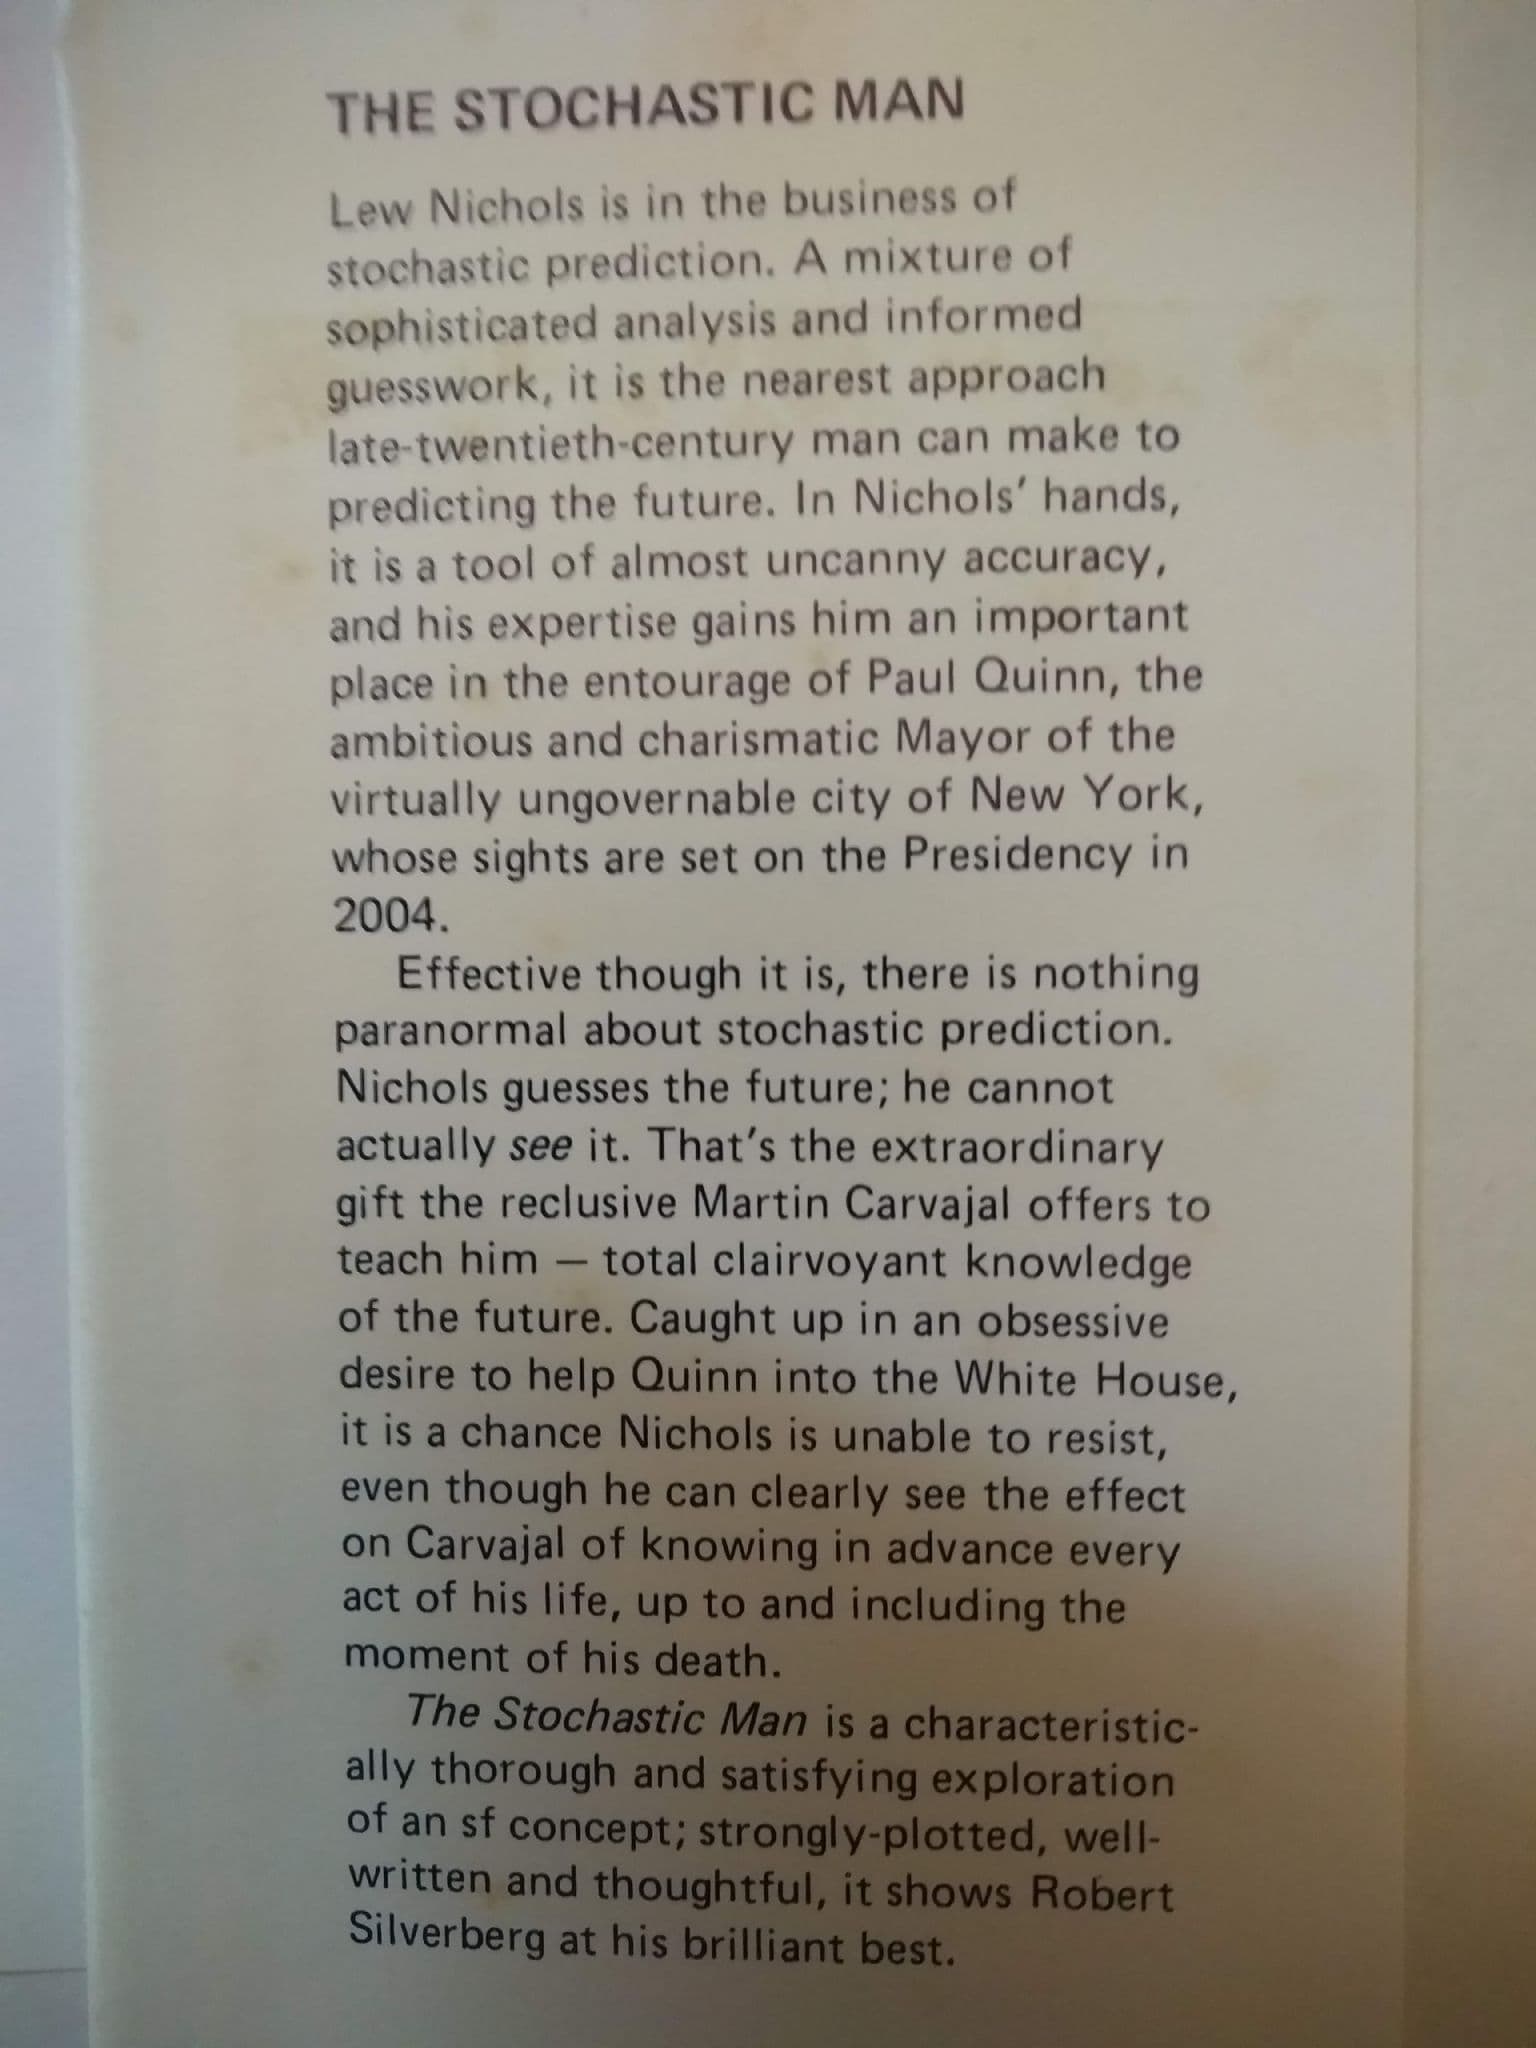 THE STOCHASTIC MAN
Lew Nichols is in the business of
stochastic prediction. A mixture of
sophisticated analysis and informed
guesswork, it is the nearest approach
late-twentieth-century man can make to
predicting the future. In Nichols' hands,
it is a tool of almost uncanny accuracy,
and his expertise gains him an important
place in the entourage of Paul Quinn, the
ambitious and charismatic Mayor of the
virtually ungovernable city of New York,
whose sights are set on the Presidency in
2004.
Effective though it is, there is nothing
paranormal about stochastic prediction.
Nichols guesses the future; he cannot
actually see it. That's the extraordinary
gift the reclusive Martin Carvajal offers to
teach him — total clairvoyant knowledge
of the future. Caught up in an obsessive
desire to help Quinn into the White House,
it is a chance Nichols is unable to resist,
even though he can clearly see the effect
on Carvajal of knowing in advance every
act of his life, up to and including the
moment of his death.
The Stochastic Man is a characteristic-
ally thorough and satisfying exploration
of an sf concept; strongly-plotted, well-
written and thoughtful, it shows Robert
Silverberg at his brilliant best.